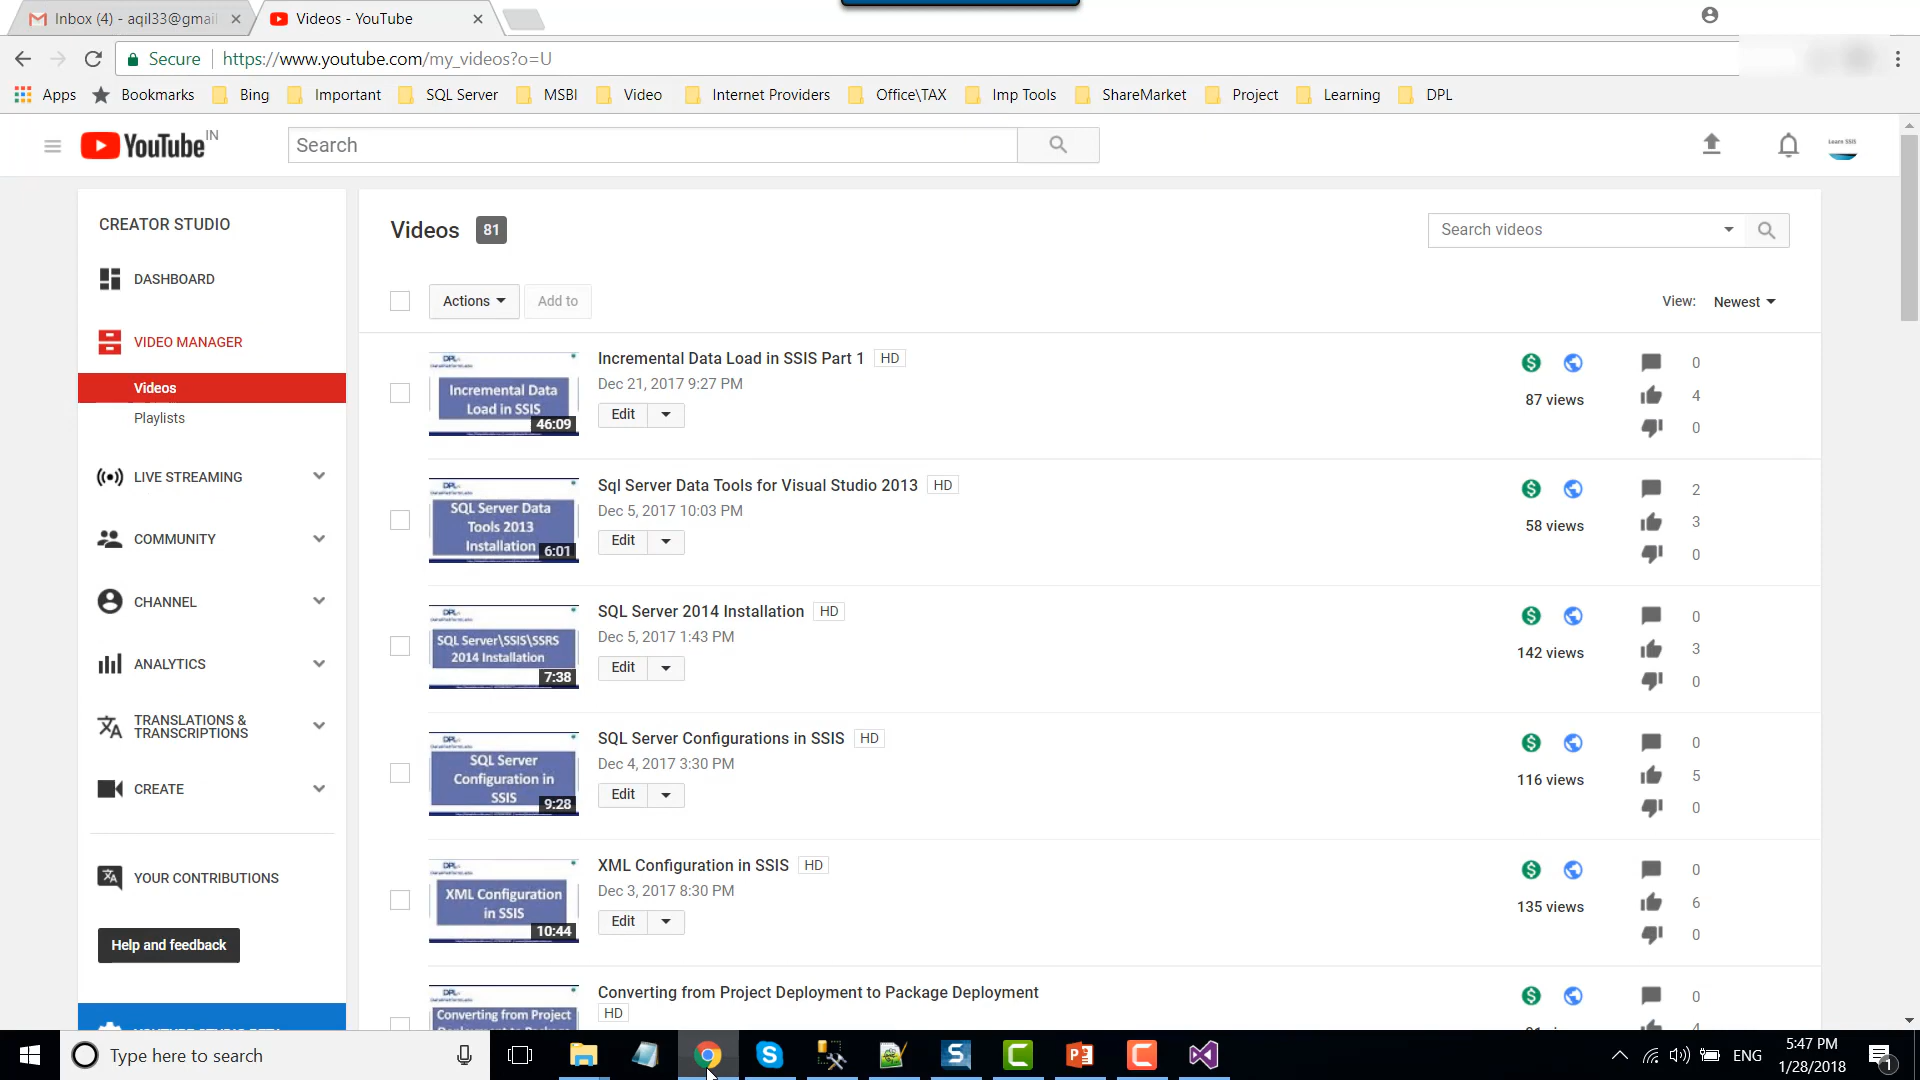 Inbox (4) - aqil33@gmail
Videos - YouTube
Secure https://www.youtube.com/my_videos?o=U
Apps Bookmarks Bing Important SQL Server MSBI Video Internet Providers Office\TAX Imp Tools ShareMarket Project Learning DPL
YouTube IN
Search
Learn SSIS
CREATOR STUDIO
DASHBOARD
VIDEO MANAGER
Videos
Playlists
LIVE STREAMING
COMMUNITY
CHANNEL
ANALYTICS
TRANSLATIONS &
TRANSCRIPTIONS
CREATE
YOUR CONTRIBUTIONS
Help and feedback
Videos 81
Search videos
Actions Add to
View: Newest
DPL
Incremental Data
Load in SSIS
46:09
Incremental Data Load in SSIS Part 1 HD
Dec 21, 2017 9:27 PM
Edit
87 views
0
4
0
DPL
SQL Server Data
Tools 2013
Installation
6:01
Sql Server Data Tools for Visual Studio 2013 HD
Dec 5, 2017 10:03 PM
Edit
58 views
2
3
0
DPL
SQL Server\SSIS\SSRS
2014 Installation
7:38
SQL Server 2014 Installation HD
Dec 5, 2017 1:43 PM
Edit
142 views
0
3
0
DPL
SQL Server
Configuration in
SSIS
9:28
SQL Server Configurations in SSIS HD
Dec 4, 2017 3:30 PM
Edit
116 views
0
5
0
DPL
XML Configuration
in SSIS
10:44
XML Configuration in SSIS HD
Dec 3, 2017 8:30 PM
Edit
135 views
0
6
0
DPL
Converting from Project
Converting from Project Deployment to Package Deployment
HD
0
Type here to search
ENG
5:47 PM
1/28/2018
1